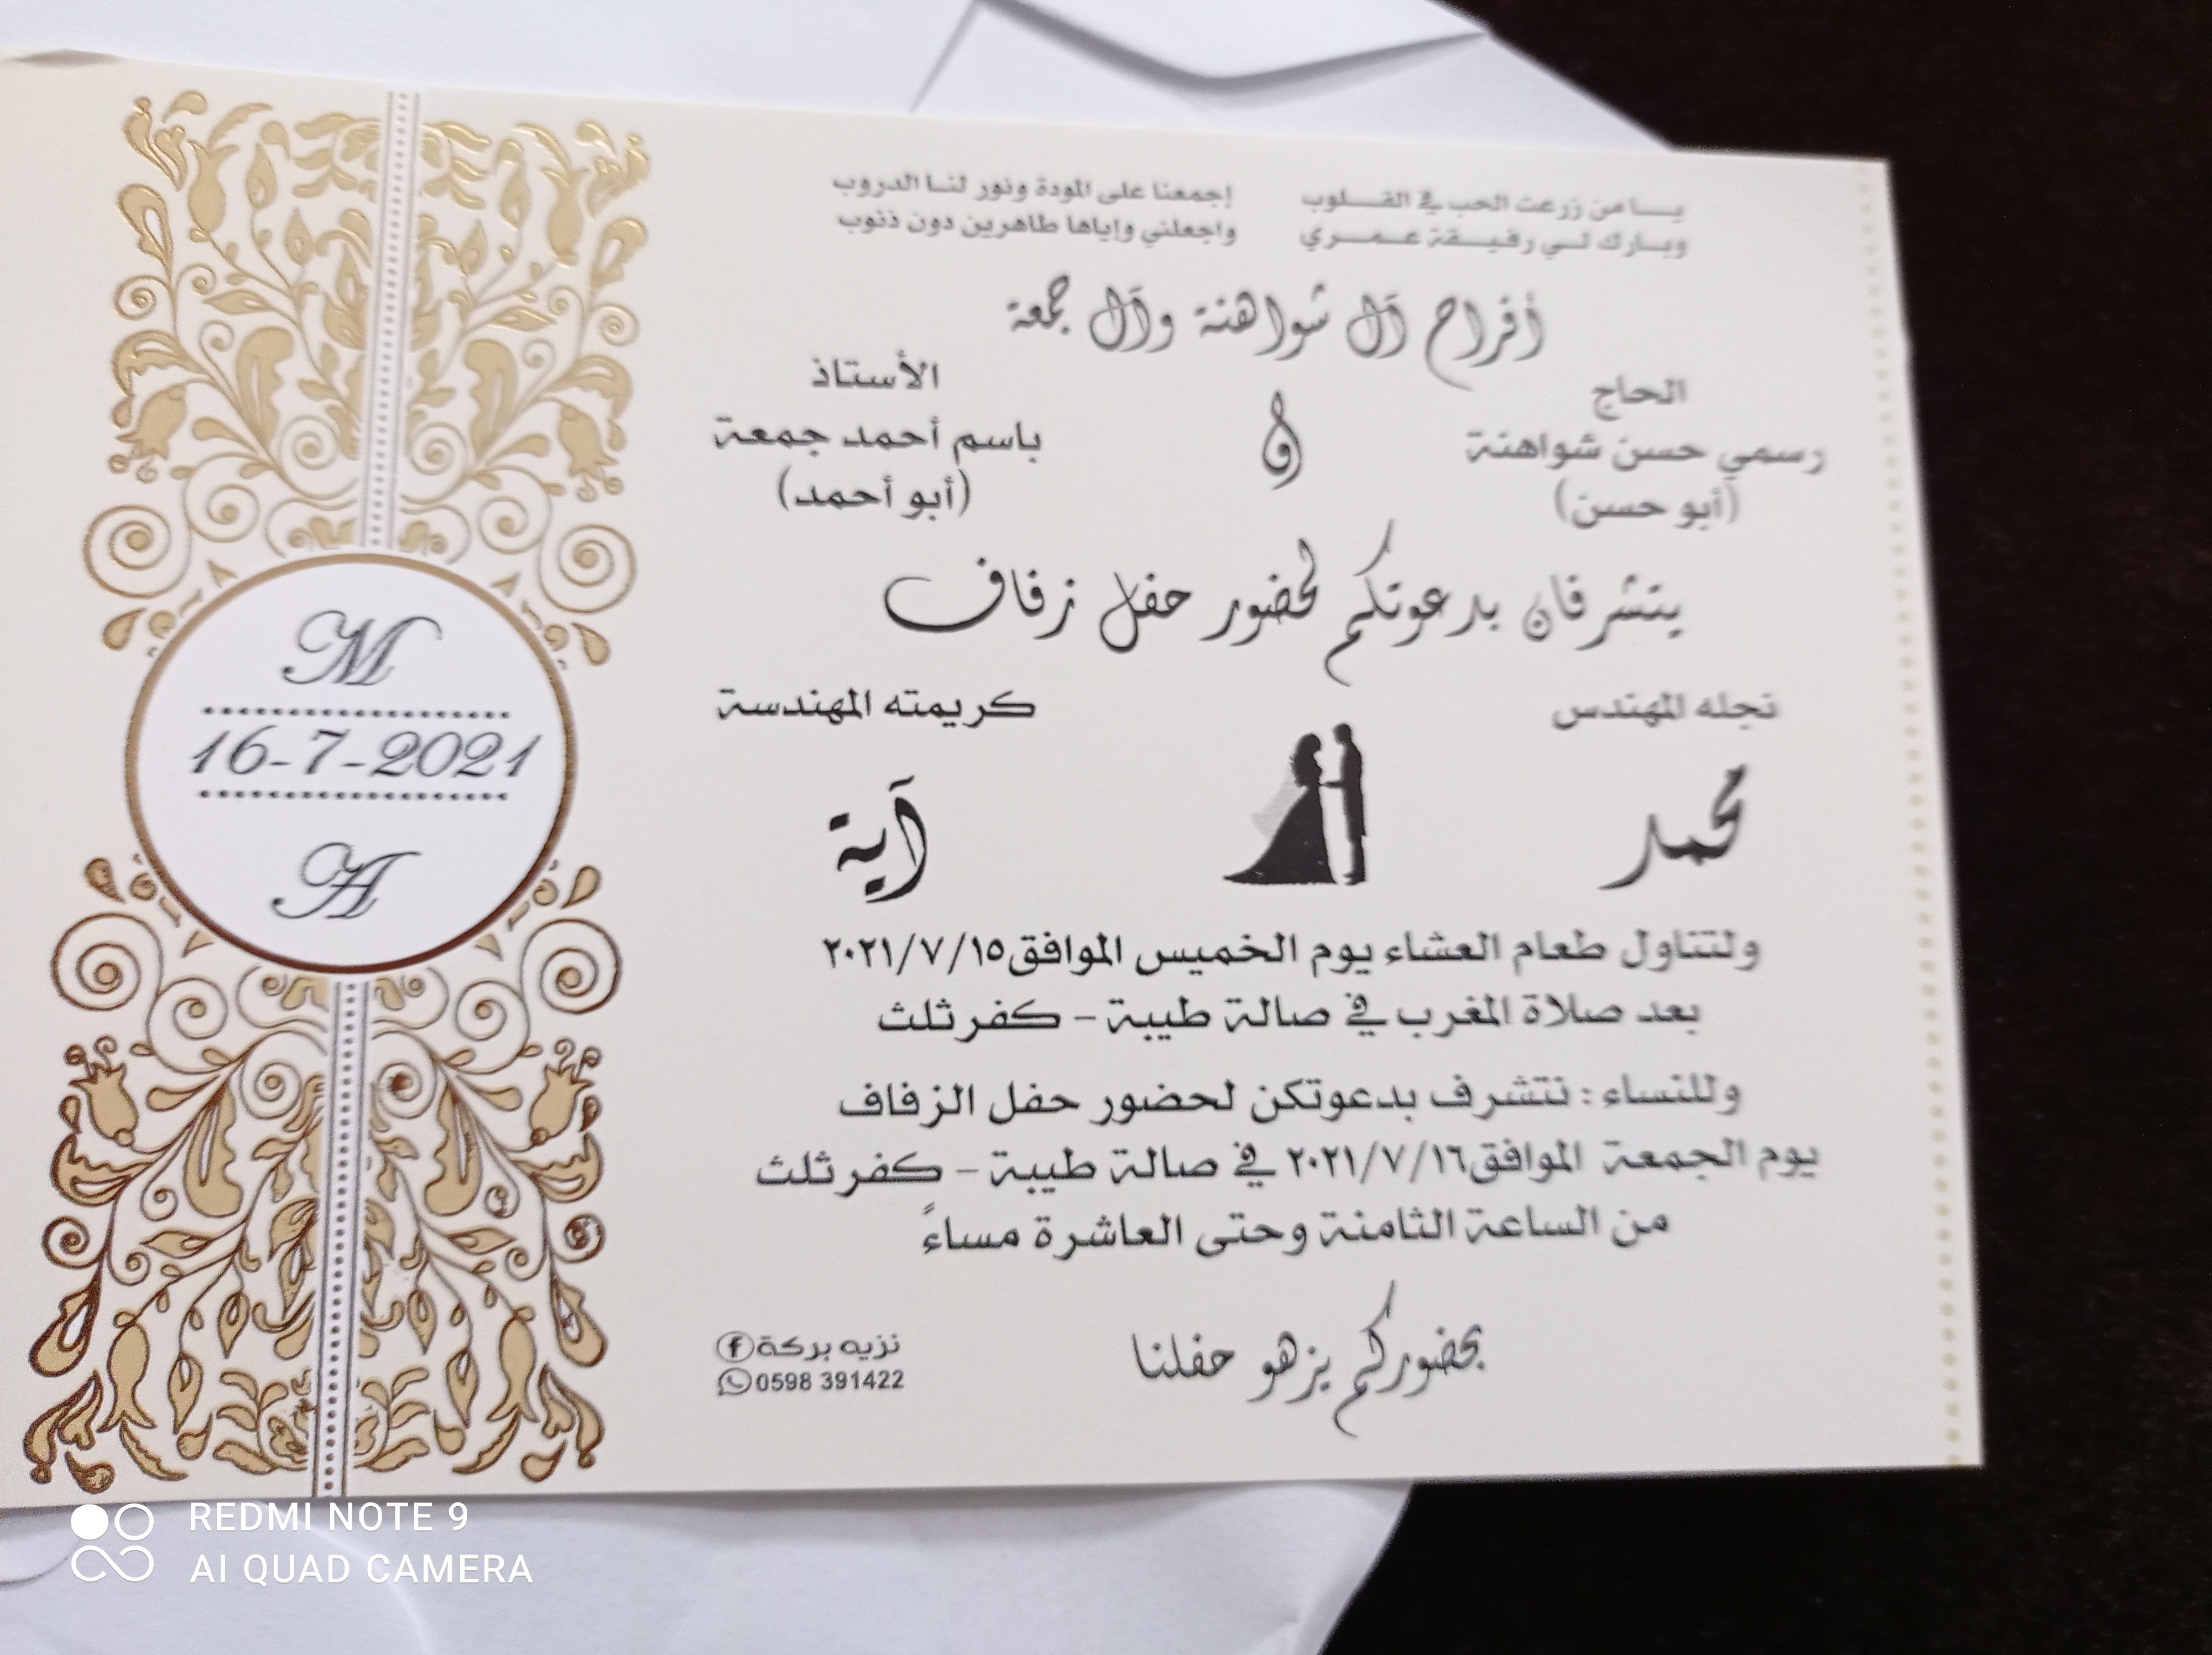 يا من زرعت الحب في القلوب إجمعنا على المودة ونور لنا الدروب
وبارك لي رفيقة عمري واجعلني وإياها طاهرين دون ذنوب
أفراح آل شواهنة وآل جمعة
الحاج
رسمي حسن شواهنة
(أبو حسن)
و
الأستاذ
باسم أحمد جمعة
(أبو أحمد)
يتشرفان بدعوتكم لحضور حفل زفاف
نجله المهندس
محمد
كريمته المهندسة
آية
ولتناول طعام العشاء يوم الخميس الموافق ٢٠٢١/٧/١٥
بعد صلاة المغرب في صالة طيبة - كفر ثلث
وللنساء : نتشرف بدعوتكن لحضور حفل الزفاف
يوم الجمعة الموافق ٢٠٢١/٧/١٦ في صالة طيبة - كفر ثلث
من الساعة الثامنة وحتى العاشرة مساءً
بحضوركم يزهو حفلنا
نزيه بركة
0598 391422
M
16-7-2021
A
REDMI NOTE 9
AI QUAD CAMERA